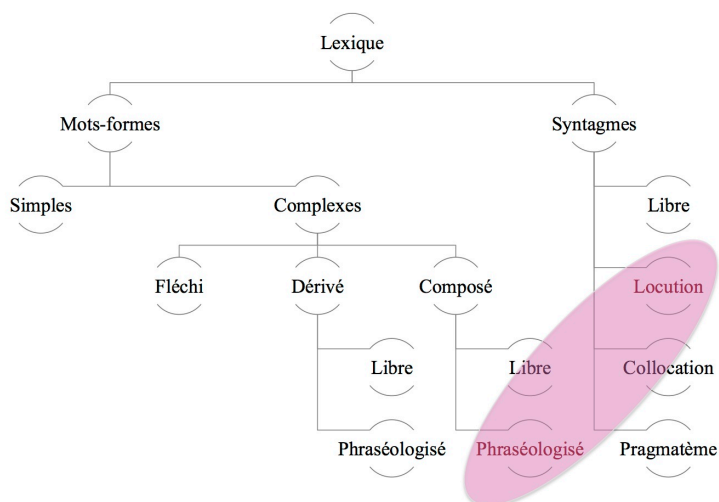 Lexique
Mots-formes
Syntagmes
Simples
Complexes
Libre
Fléchi
Dérivé
Composé
Locution
Libre
Libre
Collocation
Phraséologisé
Phraséologisé
Pragmatème